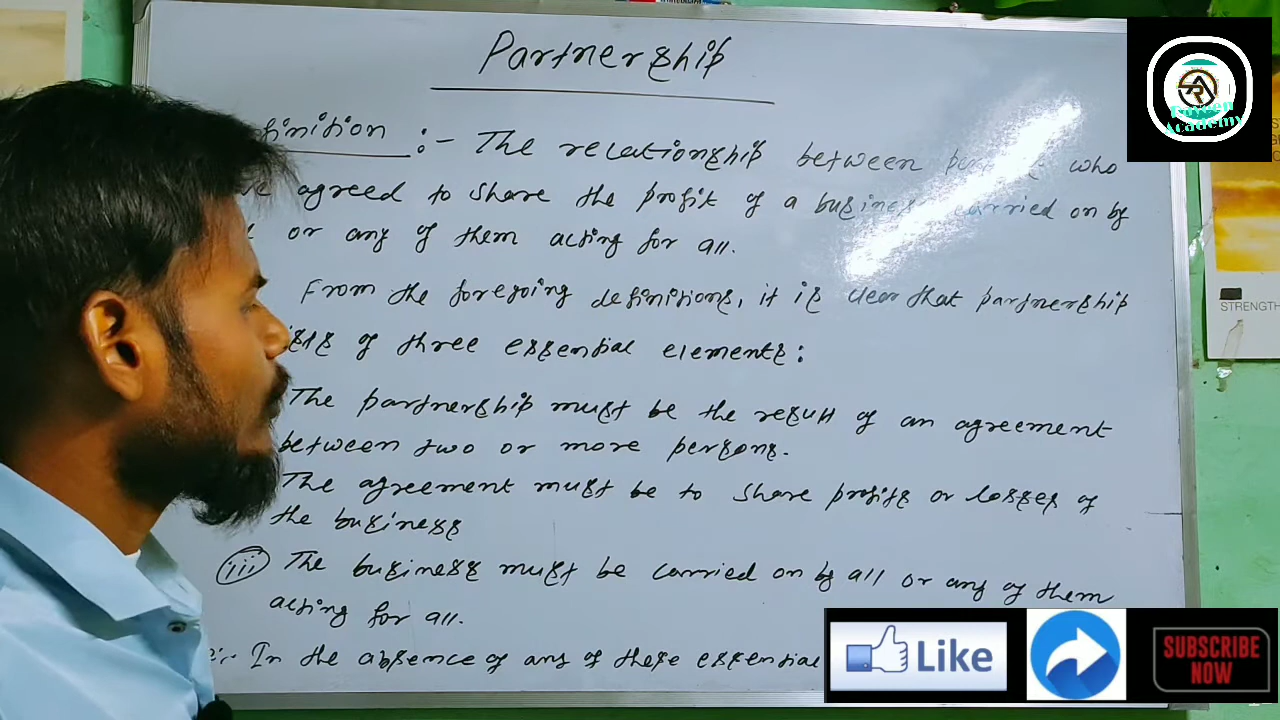 Partnership
finition :- The relationship between who
agreed to share the profit of a business carried on by
or any of them acting for all.
From the foregoing definitions, it is clear that partnership
of three essential elements:
The partnership must be the result of an agreement
between two or more persons.
The agreement must be to share profits or losses of
the business
(iii) The business must be carried on by all or any of them
acting for all.
In the absence of any of these essential
Academy
STRENGTH
Like
SUBSCRIBE
NOW